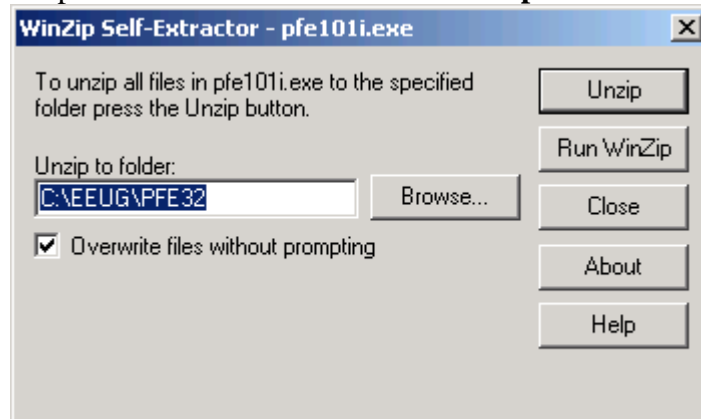 WinZip Self-Extractor - pfe101i.exe
To unzip all files in pfe101i.exe to the specified
folder press the Unzip button.
Unzip to folder:
C:\EEUG\PFE32
Browse...
Overwrite files without prompting
Unzip
Run WinZip
Close
About
Help